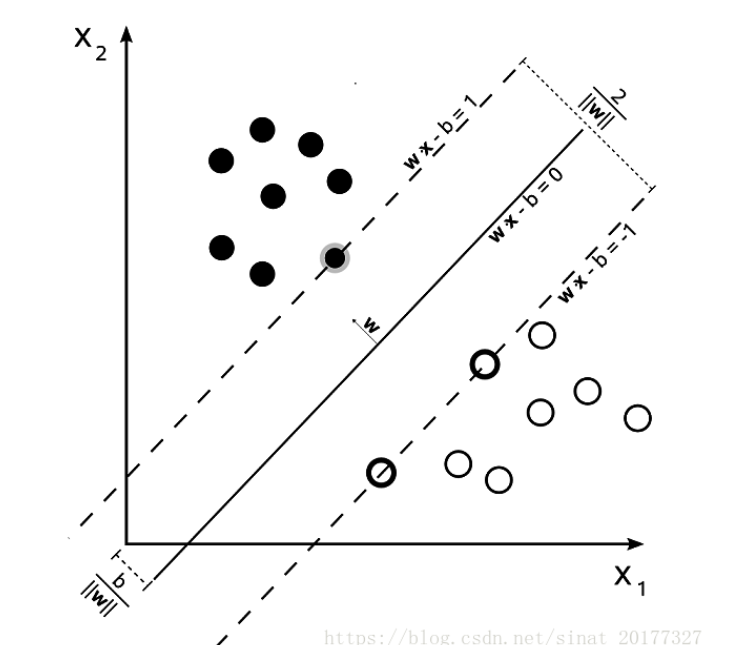 X2
w·x - b = 1
2
||w||
w·x - b = 0
w·x - b = -1
w
b
||w||
X1
https://blog.csdn.net/sinat_20177327